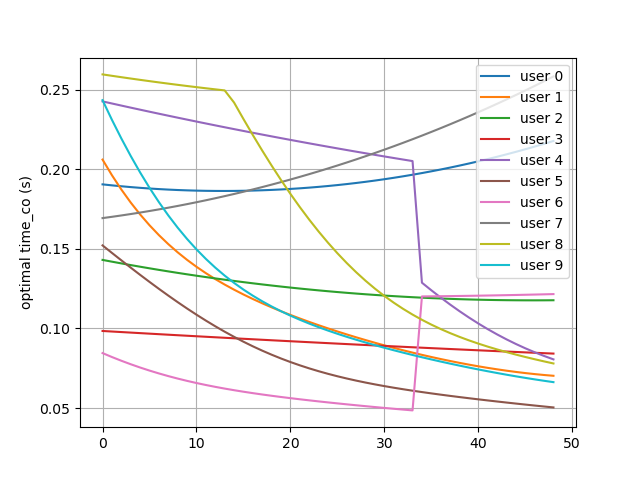 optimal time_co (s)
0.25
0.20
0.15
0.10
0.05
0
10
20
30
40
50
user 0
user 1
user 2
user 3
user 4
user 5
user 6
user 7
user 8
user 9